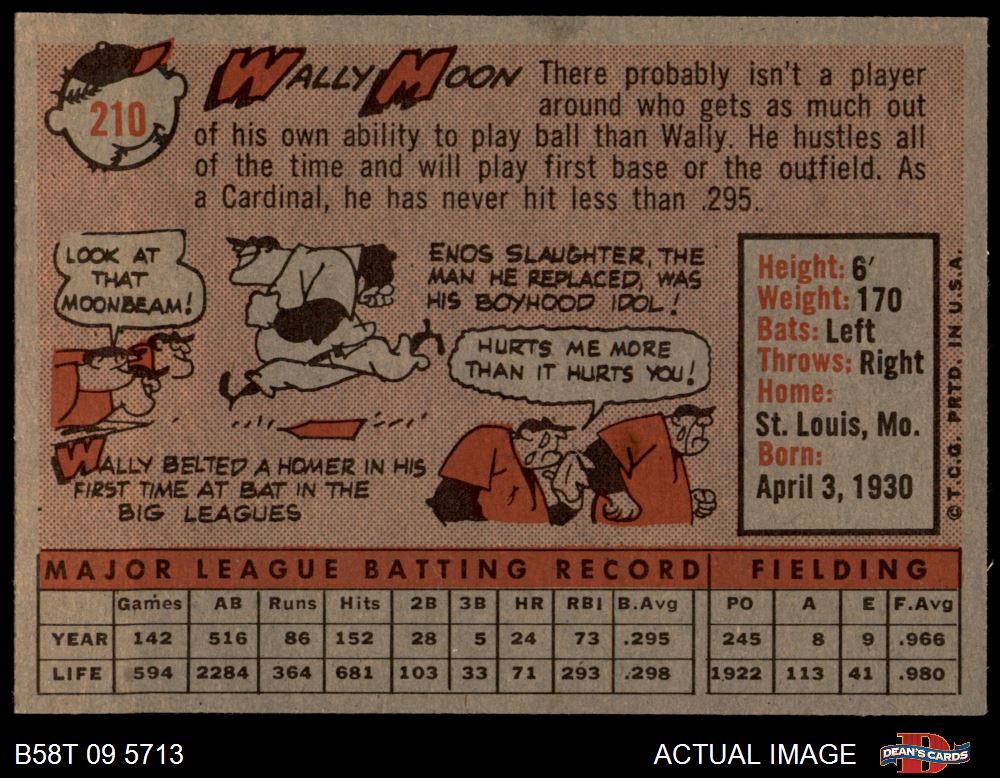 210
WALLY MOON
There probably isn't a player
around who gets as much out
of his own ability to play ball than Wally. He hustles all
of the time and will play first base or the outfield. As
a Cardinal, he has never hit less than .295.
LOOK AT
THAT
MOONBEAM!
WALLY BELTED A HOMER IN HIS
FIRST TIME AT BAT IN THE
BIG LEAGUES
ENOS SLAUGHTER, THE
MAN HE REPLACED, WAS
HIS BOYHOOD IDOL!
HURTS ME MORE
THAN IT HURTS YOU!
Height: 6'
Weight: 170
Bats: Left
Throws: Right
Home:
St. Louis, Mo.
Born:
April 3, 1930
© T.C.G. PRTD. IN U.S.A.
MAJOR LEAGUE BATTING RECORD FIELDING
Games AB Runs Hits 2B 3B HR RBI B.Avg PO A E F.Avg
YEAR 142 516 86 152 28 5 24 73 .295 245 8 9 .966
LIFE 594 2284 364 681 103 33 71 293 .298 1922 113 41 .980
B58T 09 5713 ACTUAL IMAGE DEAN'S CARDS